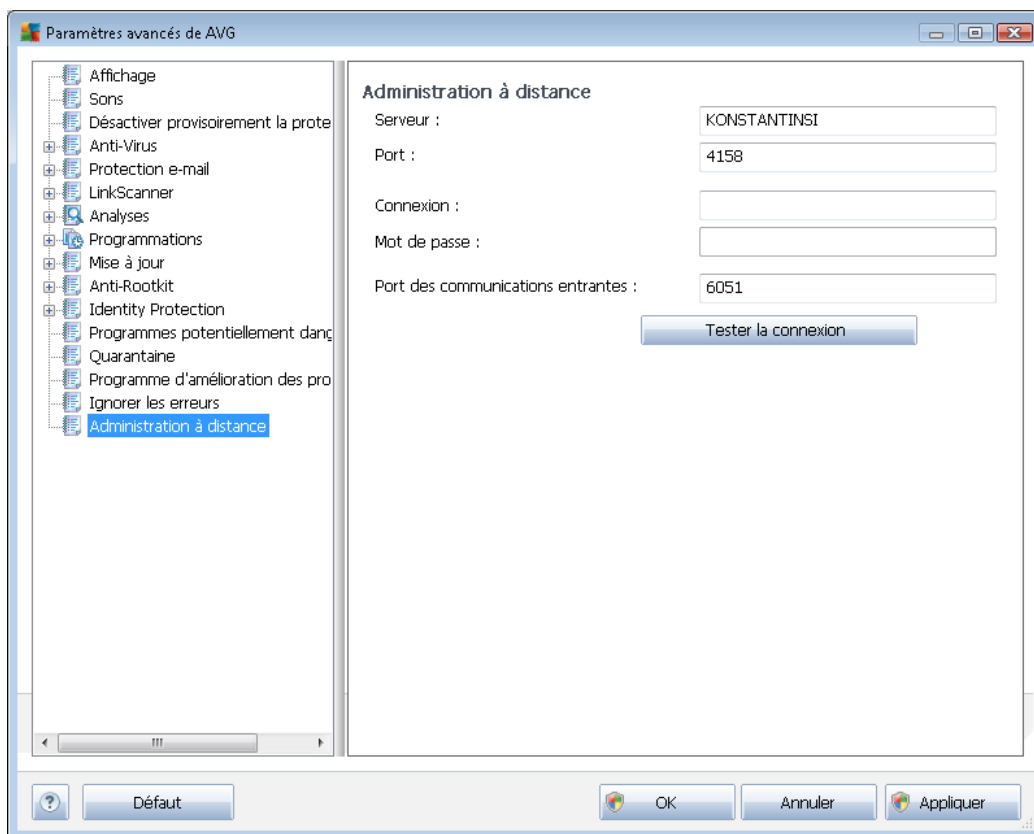 Paramètres avancés de AVG
Affichage
Sons
Désactiver provisoirement la prote
Anti-Virus
Protection e-mail
LinkScanner
Analyses
Programmations
Mise à jour
Anti-Rootkit
Identity Protection
Programmes potentiellement dang
Quarantaine
Programme d'amélioration des pro
Ignorer les erreurs
Administration à distance
Administration à distance
Serveur : KONSTANTINSI
Port : 4158
Connexion :
Mot de passe :
Port des communications entrantes : 6051
Tester la connexion
? Défaut OK Annuler Appliquer